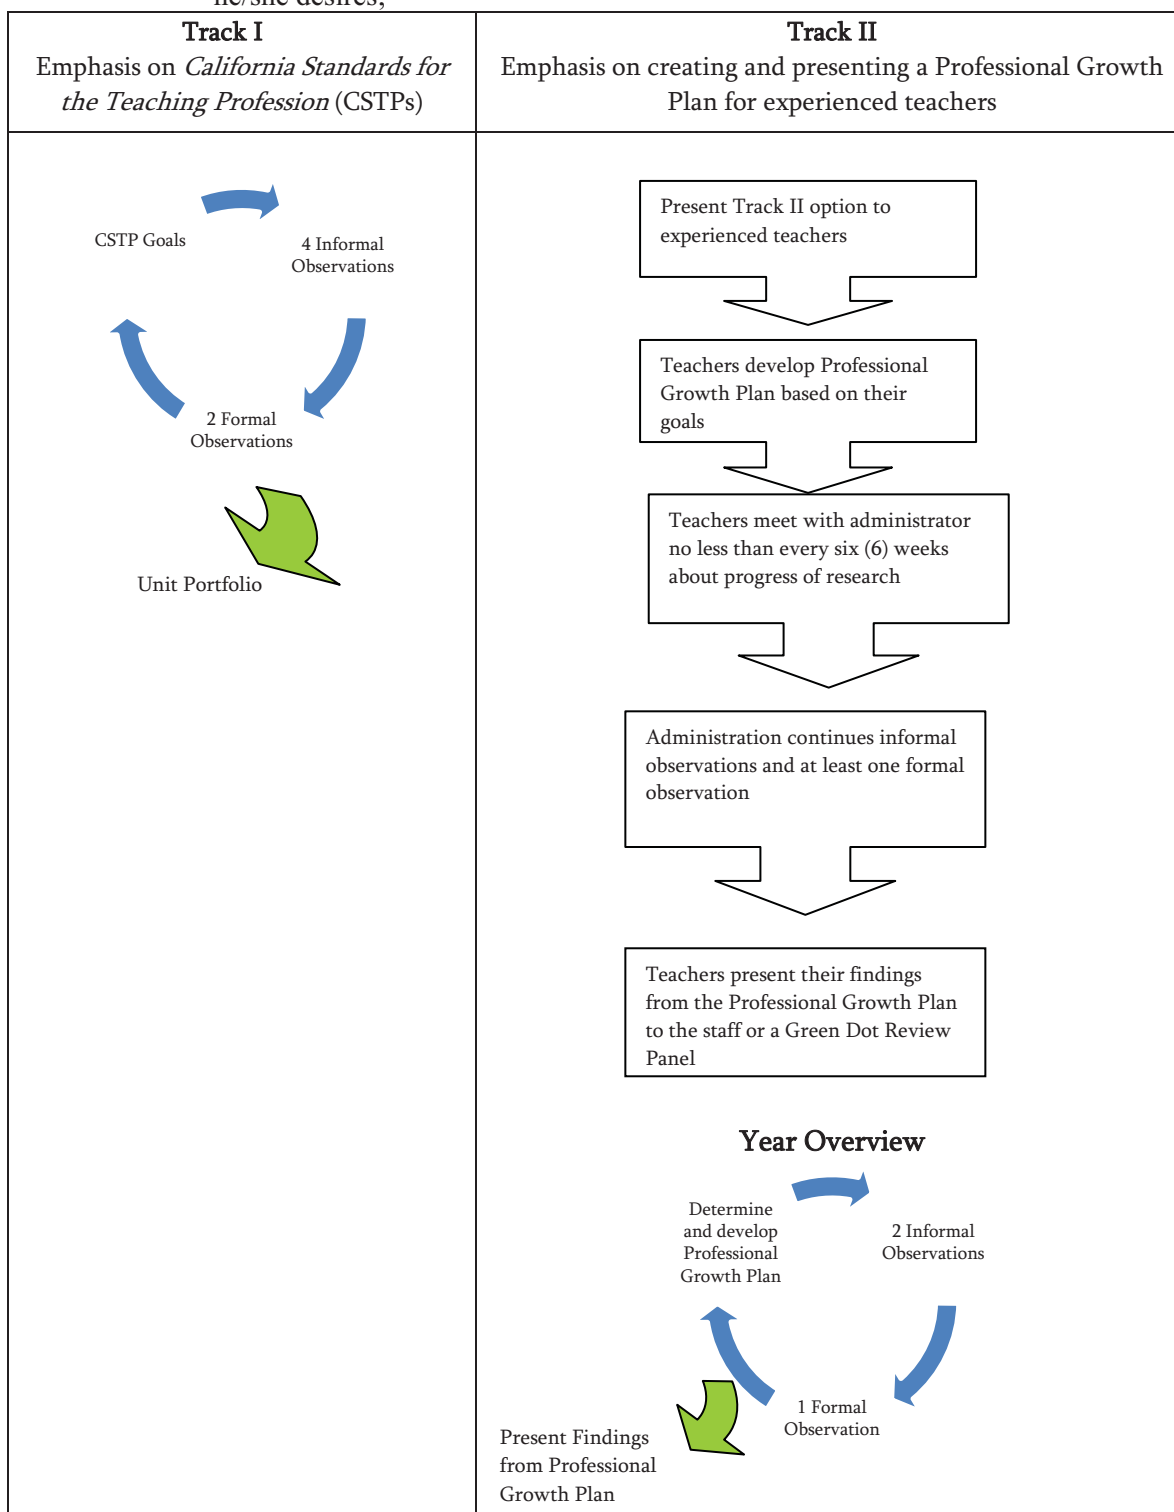 he/she desires;
Track I
Emphasis on California Standards for
the Teaching Profession (CSTPs)
CSTP Goals
4 Informal
Observations
2 Formal
Observations
Unit Portfolio
Track II
Emphasis on creating and presenting a Professional Growth
Plan for experienced teachers
Present Track II option to
experienced teachers
Teachers develop Professional
Growth Plan based on their
goals
Teachers meet with administrator
no less than every six (6) weeks
about progress of research
Administration continues informal
observations and at least one formal
observation
Teachers present their findings
from the Professional Growth Plan
to the staff or a Green Dot Review
Panel
Year Overview
Determine
and develop
Professional
Growth Plan
2 Informal
Observations
1 Formal
Observation
Present Findings
from Professional
Growth Plan